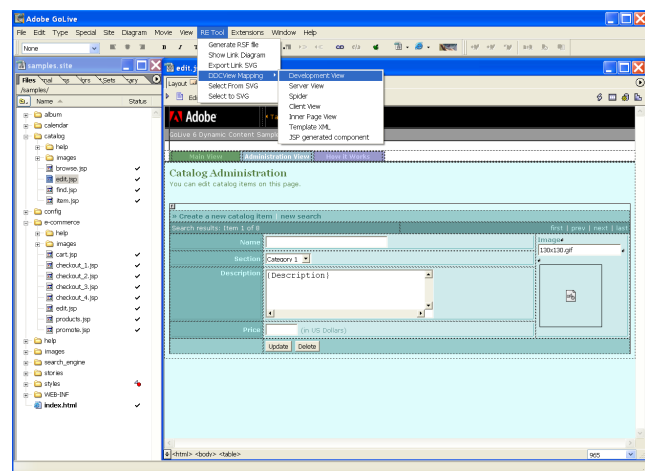 Adobe GoLive
File Edit Type Special Site Diagram Movie View RE Tool Extensions Window Help
None
Generate RSF file
Show Link Diagram
Export Link SVG
DDCView Mapping
Select From SVG
Select to SVG
Development View
Server View
Spider
Client View
Inner Page View
Template XML
JSP generated component
samples.site
Files
/samples/
Name Status
album
calendar
catalog
help
images
browse.jsp
edit.jsp
find.jsp
item.jsp
config
e-commerce
help
images
cart.jsp
checkout_1.jsp
checkout_2.jsp
checkout_3.jsp
checkout_4.jsp
edit.jsp
products.jsp
promote.jsp
help
images
search_engine
stories
styles
WEB-INF
index.html
Layout
Adobe
GoLive 6 Dynamic Content
Main View Administration View How it Works
Catalog Administration
You can edit catalog items on this page.
» Create a new catalog item | new search
Search results: Item 1 of 8 first | prev | next | last
Name
Image
130x130.gif
Section Category 1
Description {Description}
Price (in US Dollars)
Update Delete
<html> <body> <table> 965